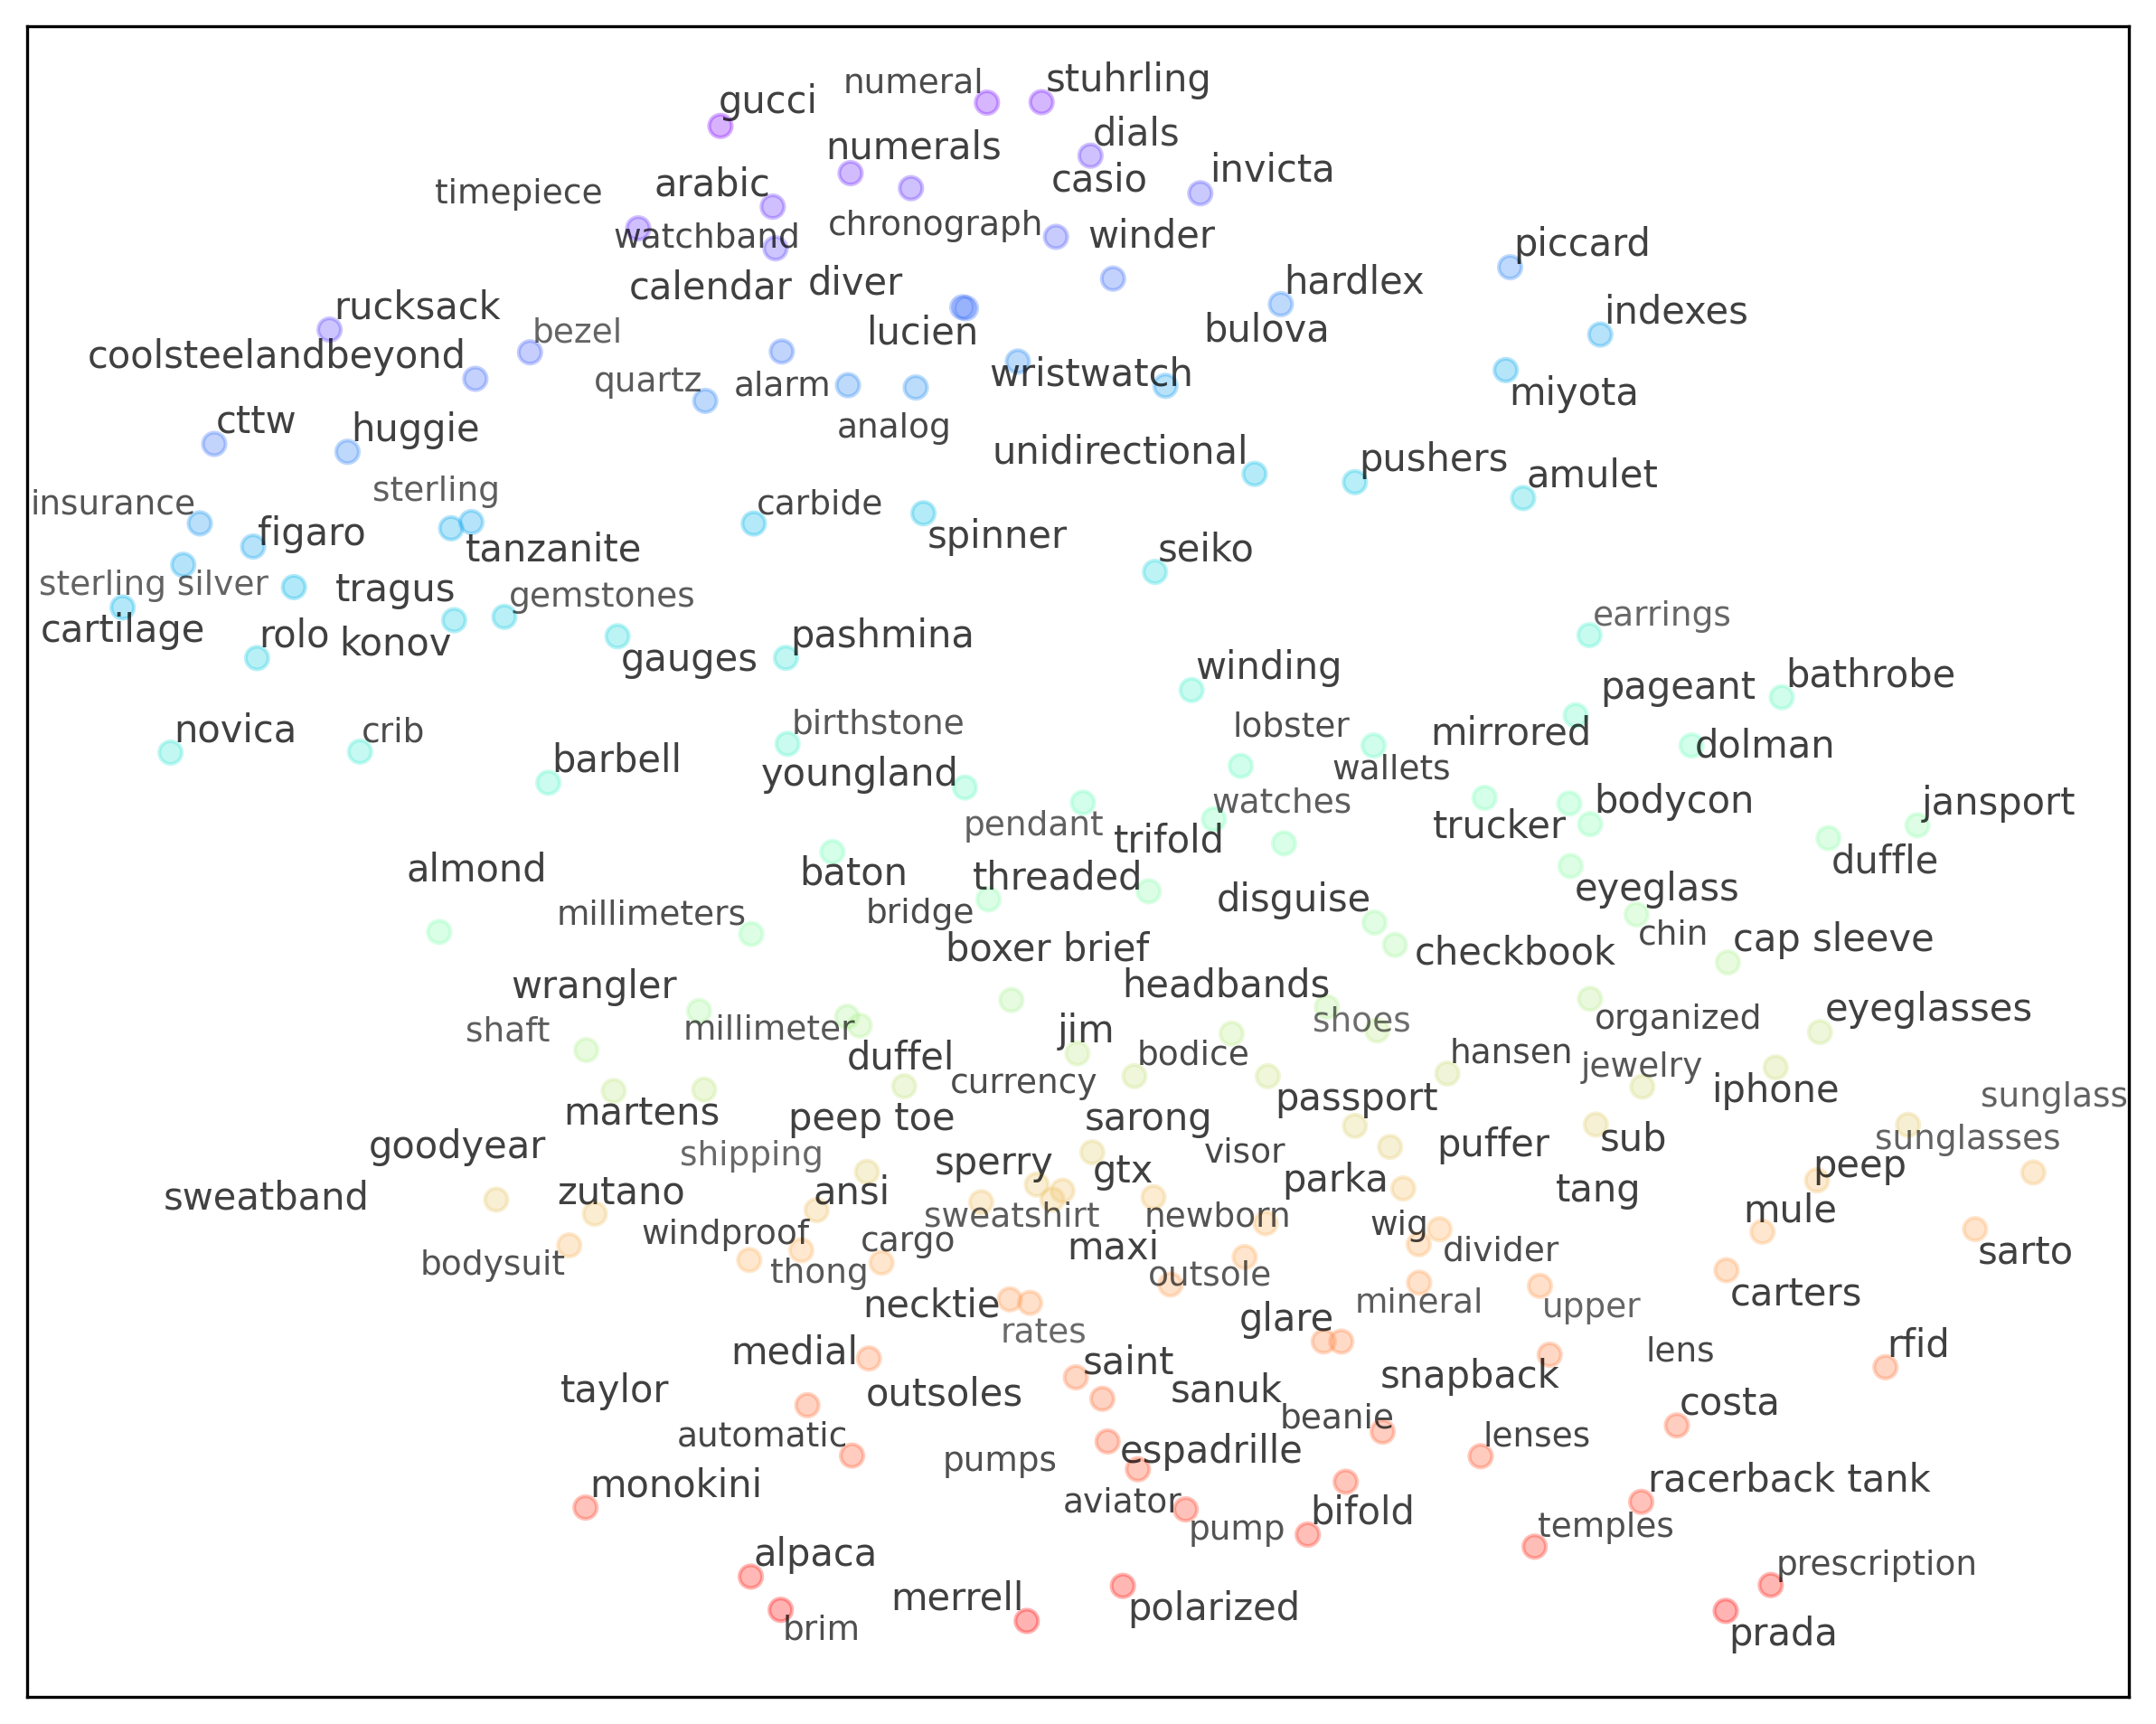 numeral
stuhrling
gucci
dials
numerals
casio
invicta
arabic
timepiece
chronograph
watchband
winder
piccard
calendar
diver
hardlex
rucksack
indexes
bezel
lucien
bulova
coolsteelandbeyond
wristwatch
quartz
alarm
miyota
cttw
huggie
analog
unidirectional
pushers
amulet
sterling
insurance
carbide
figaro
spinner
tanzanite
seiko
sterling silver
tragus
gemstones
earrings
cartilage
rolo
konov
pashmina
gauges
winding
bathrobe
pageant
birthstone
lobster
novica
crib
mirrored
dolman
barbell
youngland
wallets
watches
bodycon
jansport
pendant
trucker
trifold
duffle
almond
baton
threaded
eyeglass
disguise
millimeters
bridge
chin
cap sleeve
boxer brief
checkbook
wrangler
headbands
eyeglasses
shaft
millimeter
jim
shoes
organized
duffel
bodice
hansen
jewelry
currency
iphone
sunglass
martens
peep toe
sarong
passport
goodyear
shipping
visor
puffer
sub
sunglasses
sperry
gtx
parka
peep
sweatband
zutano
ansi
tang
sweatshirt
newborn
wig
mule
windproof
cargo
maxi
divider
sarto
bodysuit
thong
outsole
necktie
mineral
upper
carters
glare
rates
medial
saint
lens
rfid
taylor
outsoles
sanuk
snapback
costa
automatic
beanie
lenses
pumps
espadrille
monokini
racerback tank
aviator
pump
bifold
temples
alpaca
prescription
merrell
polarized
brim
prada